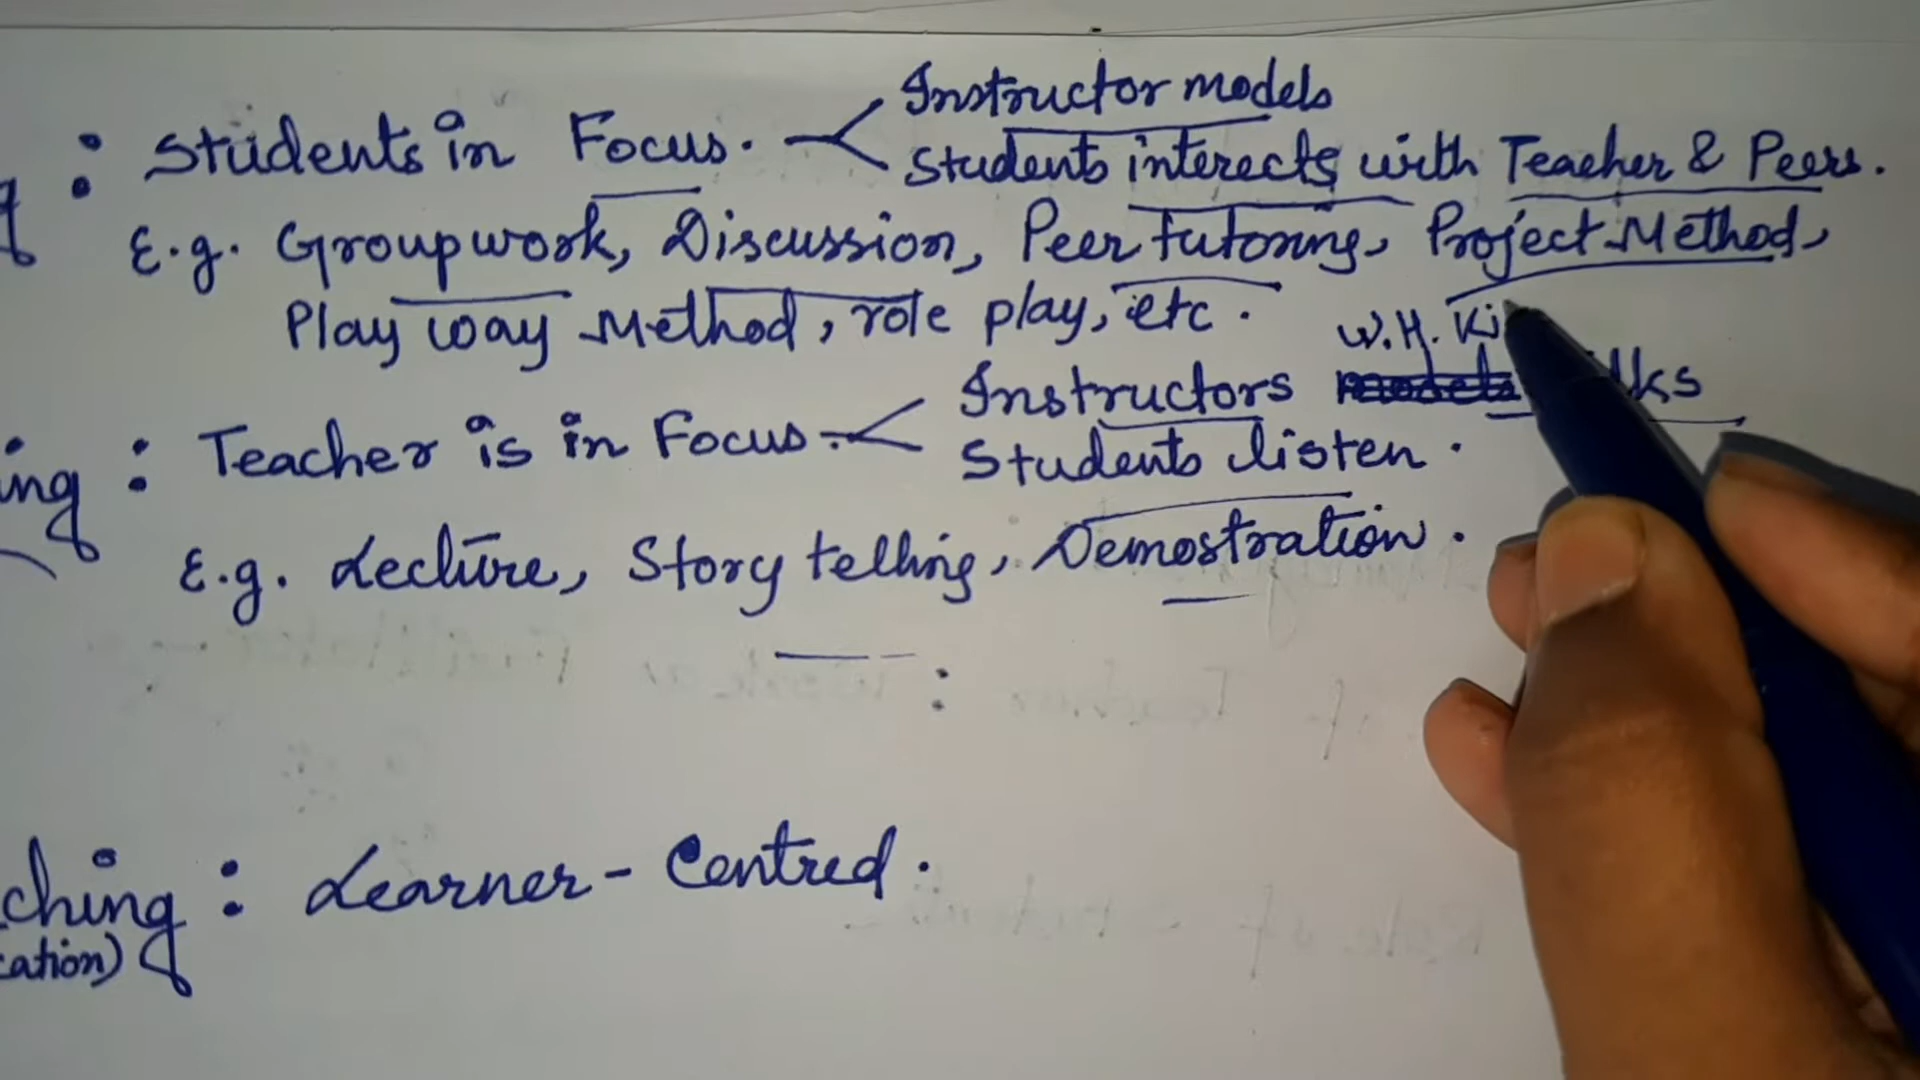 : Students in Focus. Instructor models
Students interects with Teacher & Peers.
E.g. Groupwork, Discussion, Peer tutoring, Project Method,
Play way Method, role play, etc.
W.H. Ki
ing : Teacher is in Focus. Instructors
Students listen.
E.g. Lecture, Story telling, Demostration.
:
ching : Learner-Centred.
cation)